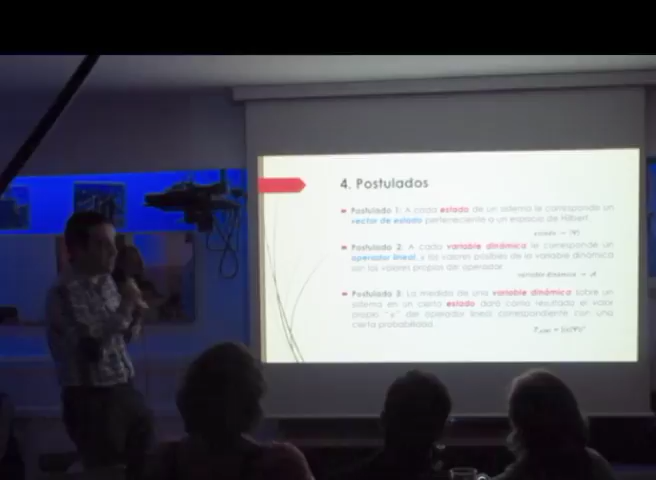 4. Postulados
Postulado 1: A cada estado de un sistema le corresponde un
vector de estado perteneciente a un espacio de Hilbert.
Postulado 2: A cada variable dinámica le corresponde un
operador lineal, y los valores posibles de la variable dinámica
son los valores propios del operador.
Postulado 3: La medida de una variable dinámica sobre un
sistema en un cierto estado dará como resultado el valor
propio "a" del operador lineal correspondiente con una
cierta probabilidad.